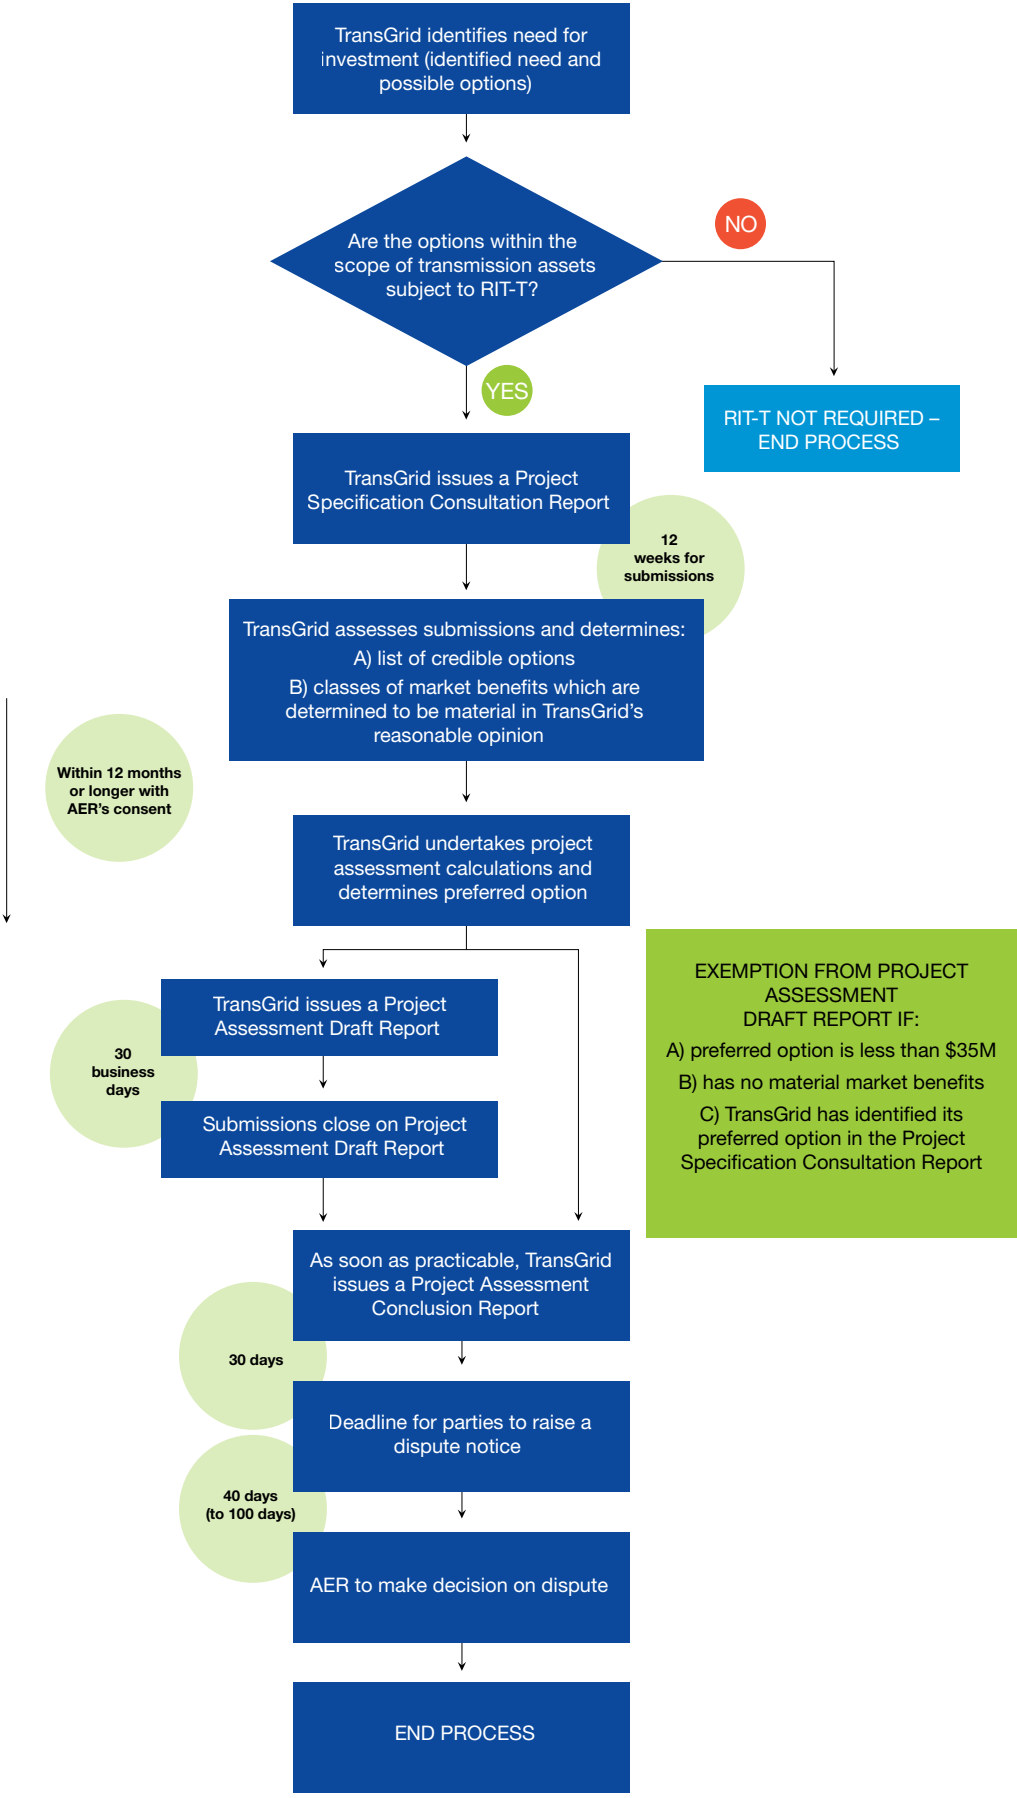 TransGrid identifies need for
investment (identified need and
possible options)
Are the options within the
scope of transmission assets
subject to RIT-T?
NO
YES
RIT-T NOT REQUIRED –
END PROCESS
TransGrid issues a Project
Specification Consultation Report
12
weeks for
submissions
TransGrid assesses submissions and determines:
A) list of credible options
B) classes of market benefits which are
determined to be material in TransGrid’s
reasonable opinion
Within 12 months
or longer with
AER’s consent
TransGrid undertakes project
assessment calculations and
determines preferred option
EXEMPTION FROM PROJECT
ASSESSMENT
DRAFT REPORT IF:
A) preferred option is less than $35M
B) has no material market benefits
C) TransGrid has identified its
preferred option in the Project
Specification Consultation Report
TransGrid issues a Project
Assessment Draft Report
30
business
days
Submissions close on Project
Assessment Draft Report
As soon as practicable, TransGrid
issues a Project Assessment
Conclusion Report
30 days
Deadline for parties to raise a
dispute notice
40 days
(to 100 days)
AER to make decision on dispute
END PROCESS